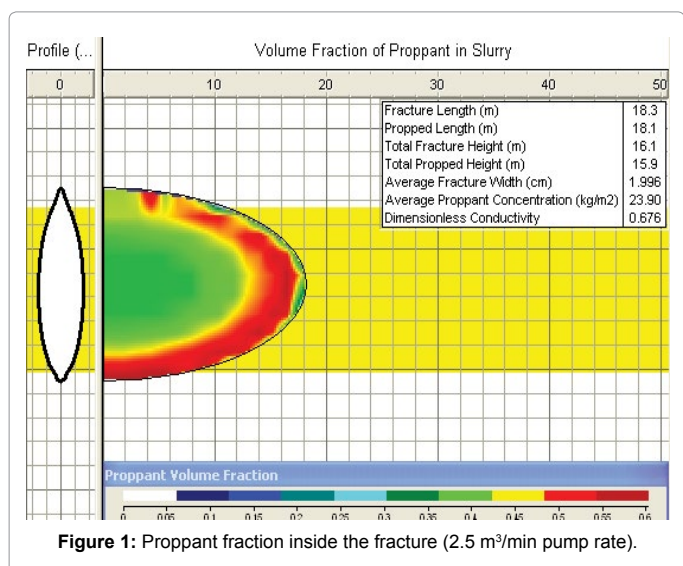 Profile (... Volume Fraction of Proppant in Slurry
0 10 20 30 40 50
Fracture Length (m) 18.3
Propped Length (m) 18.1
Total Fracture Height (m) 16.1
Total Propped Height (m) 15.9
Average Fracture Width (cm) 1.996
Average Proppant Concentration (kg/m2) 23.90
Dimensionless Conductivity 0.676
Proppant Volume Fraction
0 0.05 0.1 0.15 0.2 0.25 0.3 0.35 0.4 0.45 0.5 0.55 0.6
Figure 1: Proppant fraction inside the fracture (2.5 m³/min pump rate).